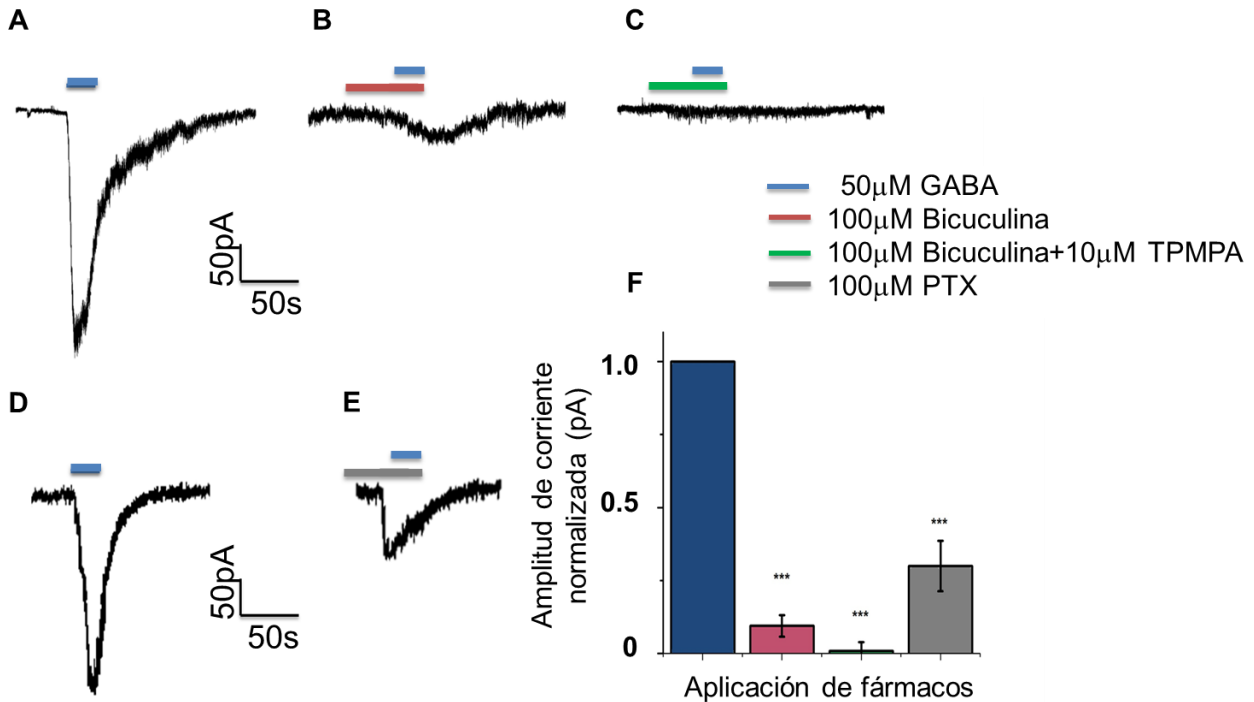 A
B
C
50pA
50s
50μM GABA
100μM Bicuculina
100μM Bicuculina+10μM TPMPA
100μM PTX
D
E
50pA
50s
F
Amplitud de corriente
normalizada (pA)
1.0
0.5
0
***
***
***
Aplicación de fármacos